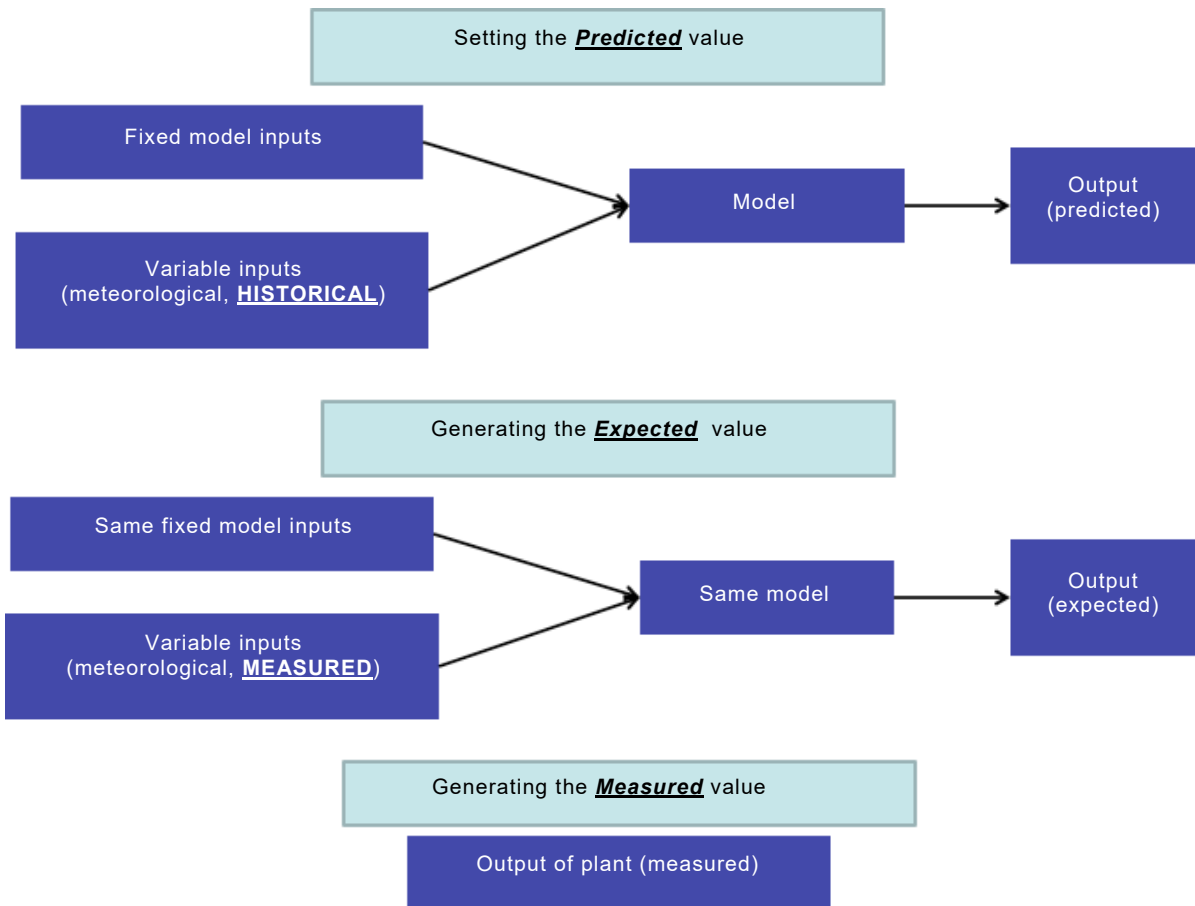 Setting the Predicted value
Fixed model inputs
Model
Output
(predicted)
Variable inputs
(meteorological, HISTORICAL)
Generating the Expected value
Same fixed model inputs
Same model
Output
(expected)
Variable inputs
(meteorological, MEASURED)
Generating the Measured value
Output of plant (measured)